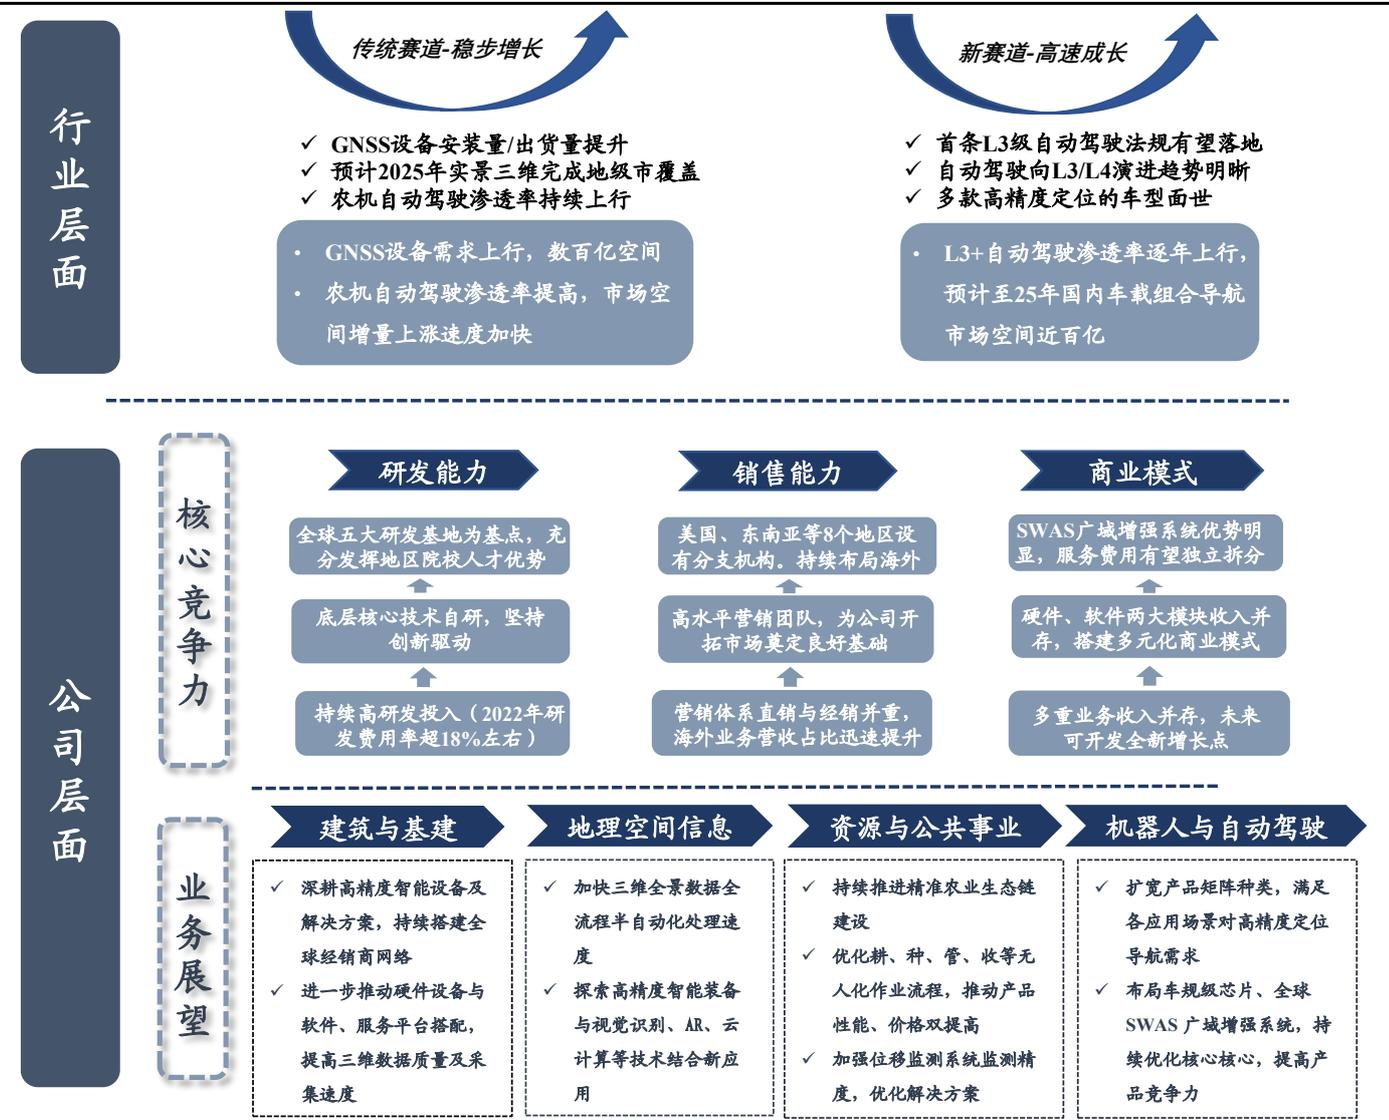 行业层面
传统赛道-稳步增长
✓ GNSS设备安装量/出货量提升
✓ 预计2025年实景三维完成地级市覆盖
✓ 农机自动驾驶渗透率持续上行
• GNSS设备需求上行，数百亿空间
• 农机自动驾驶渗透率提高，市场空
间增量上涨速度加快
新赛道-高速成长
✓ 首条L3级自动驾驶法规有望落地
✓ 自动驾驶向L3/L4演进趋势明晰
✓ 多款高精度定位的车型面世
• L3+自动驾驶渗透率逐年上行，
预计至25年国内车载组合导航
市场空间近百亿
公司层面
核心竞争力
研发能力
全球五大研发基地为基点，充
分发挥地区院校人才优势
底层核心技术自研，坚持
创新驱动
持续高研发投入（2022年研
发费用率超18%左右）
销售能力
美国、东南亚等8个地区设
有分支机构。持续布局海外
高水平营销团队，为公司开
拓市场奠定良好基础
营销体系直销与经销并重，
海外业务营收占比迅速提升
商业模式
SWAS广域增强系统优势明
显，服务费用有望独立拆分
硬件、软件两大模块收入并
存，搭建多元化商业模式
多重业务收入并存，未来
可开发全新增长点
业务展望
建筑与基建
✓ 深耕高精度智能设备及
解决方案，持续搭建全
球经销商网络
✓ 进一步推动硬件设备与
软件、服务平台搭配，
提高三维数据质量及采
集速度
地理空间信息
✓ 加快三维全景数据全
流程半自动化处理速
度
✓ 探索高精度智能装备
与视觉识别、AR、云
计算等技术结合新应
用
资源与公共事业
✓ 持续推进精准农业生态链
建设
✓ 优化耕、种、管、收等无
人化作业流程，推动产品
性能、价格双提高
✓ 加强位移监测系统监测精
度，优化解决方案
机器人与自动驾驶
✓ 扩宽产品矩阵种类，满足
各应用场景对高精度定位
导航需求
✓ 布局车规级芯片、全球
SWAS 广域增强系统，持
续优化核心核心，提高产
品竞争力